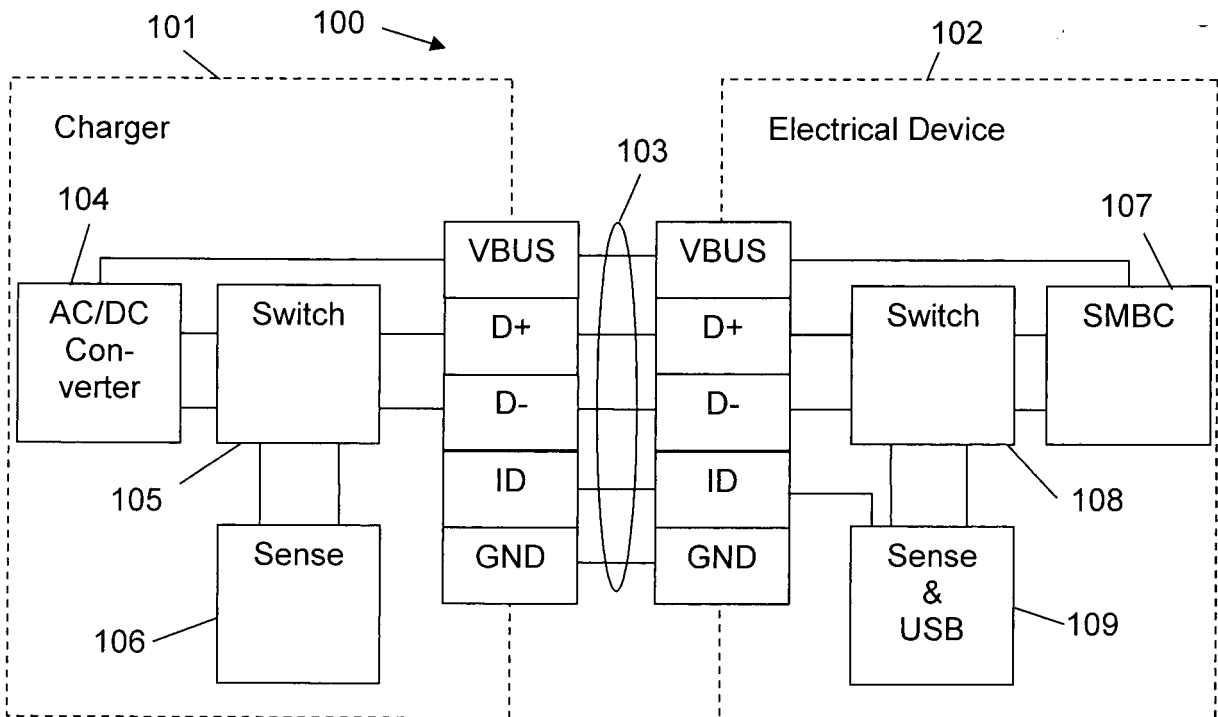 101
100
102
Charger
Electrical Device
103
104
107
VBUS
VBUS
AC/DC
Con-
verter
Switch
D+
D+
Switch
SMBC
D-
D-
105
ID
ID
108
Sense
GND
GND
Sense
&
USB
106
109